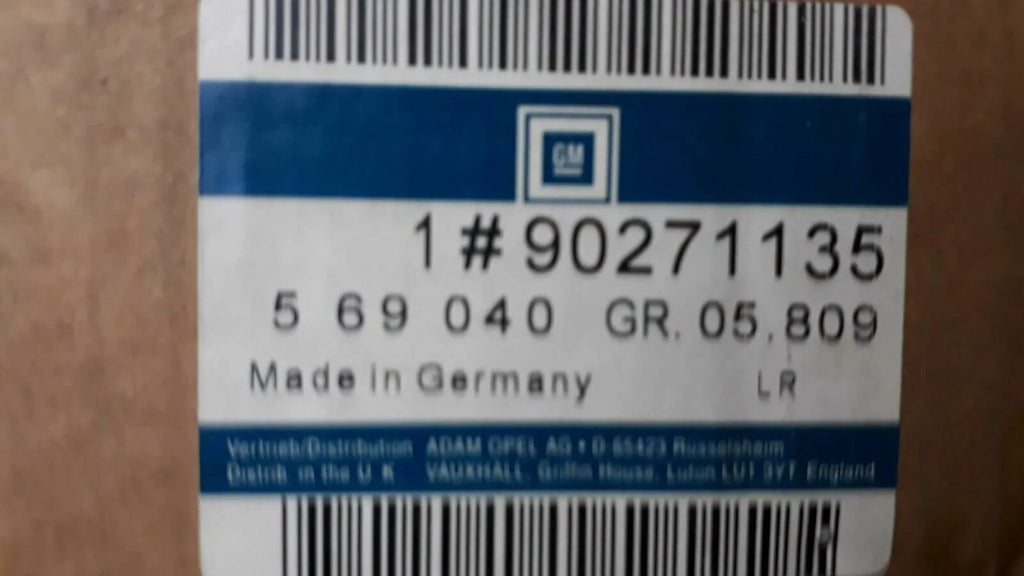 GM
1#90271135
5 69 040 GR. 05.809
Made in Germany LR
Vertrieb/Distribution ADAM OPEL AG • D-65423 Russelsheim
Distrib. in the U K VAUXHALL. Griffin House, Luton LU1 3YT England